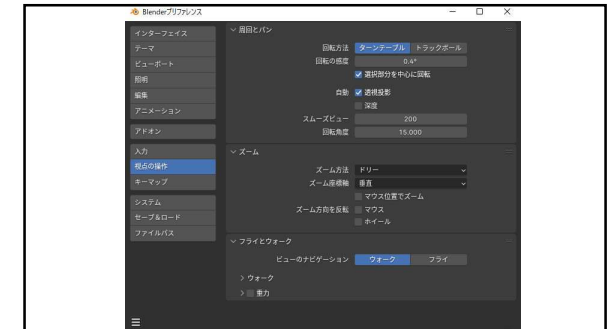 Blenderプリファレンス
インターフェイス
テーマ
ビューポート
照明
編集
アニメーション
アドオン
入力
視点の操作
キーマップ
システム
セーブ&ロード
ファイルパス
周回とパン
回転方法 ターンテーブル トラックボール
回転の感度 0.4°
選択部分を中心に回転
自動 透視投影
深度
スムーズビュー 200
回転角度 15.000
ズーム
ズーム方法 ドリー
ズーム座標軸 垂直
マウス位置でズーム
ズーム方向を反転 マウス
ホイール
フライとウォーク
ビューのナビゲーション ウォーク フライ
ウォーク
重力